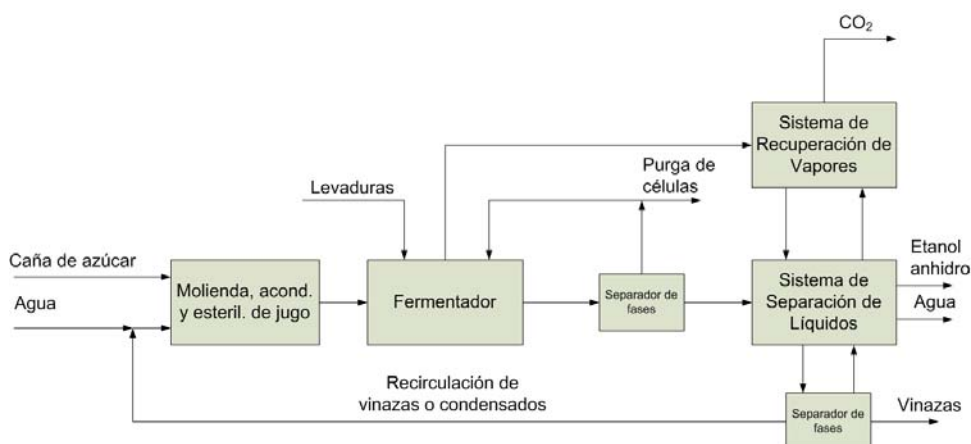 CO₂
Sistema de
Recuperación de
Vapores
Purga de
células
Levaduras
Caña de azúcar
Agua
Molienda, acond.
y esteril. de jugo
Fermentador
Separador de
fases
Sistema de
Separación de
Líquidos
Etanol
anhidro
Agua
Recirculación de
vinazas o condensados
Separador de
fases
Vinazas